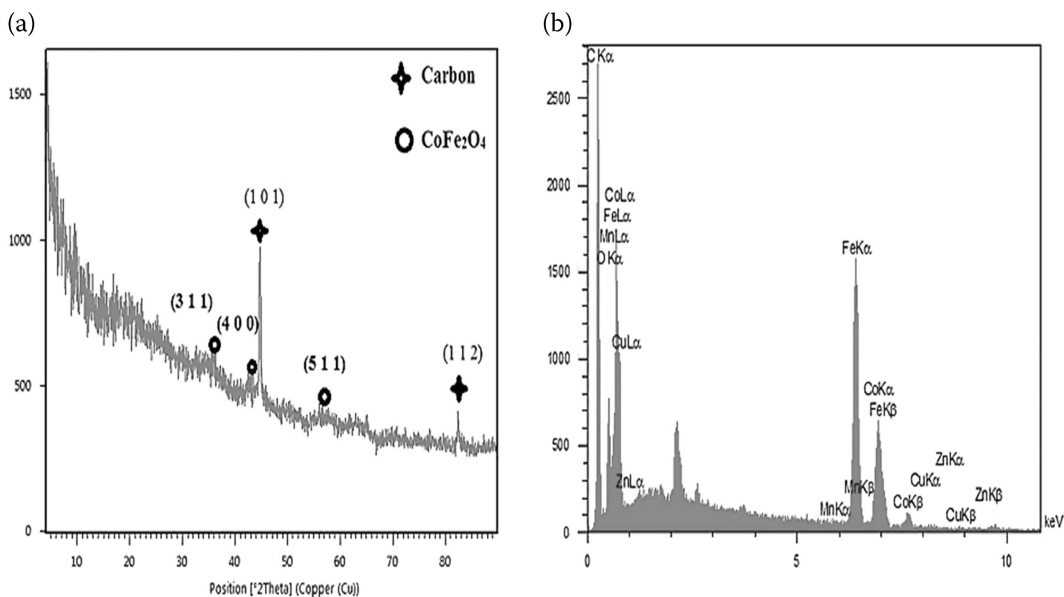 (a)
1500
1000
500
0
10 20 30 40 50 60 70 80
Position [°2Theta] (Copper (Cu))
Carbon
CoFe₂O₄
(1 0 1)
(3 1 1)
(4 0 0)
(5 1 1)
(1 1 2)
(b)
2500
2000
1500
1000
500
0
0 5 10
keV
C Kα
CoLα
FeLα
MnLα
O Kα
CuLα
ZnLα
FeKα
CoKα
FeKβ
MnKα
MnKβ
CoKβ
CuKα
ZnKα
CuKβ
ZnKβ